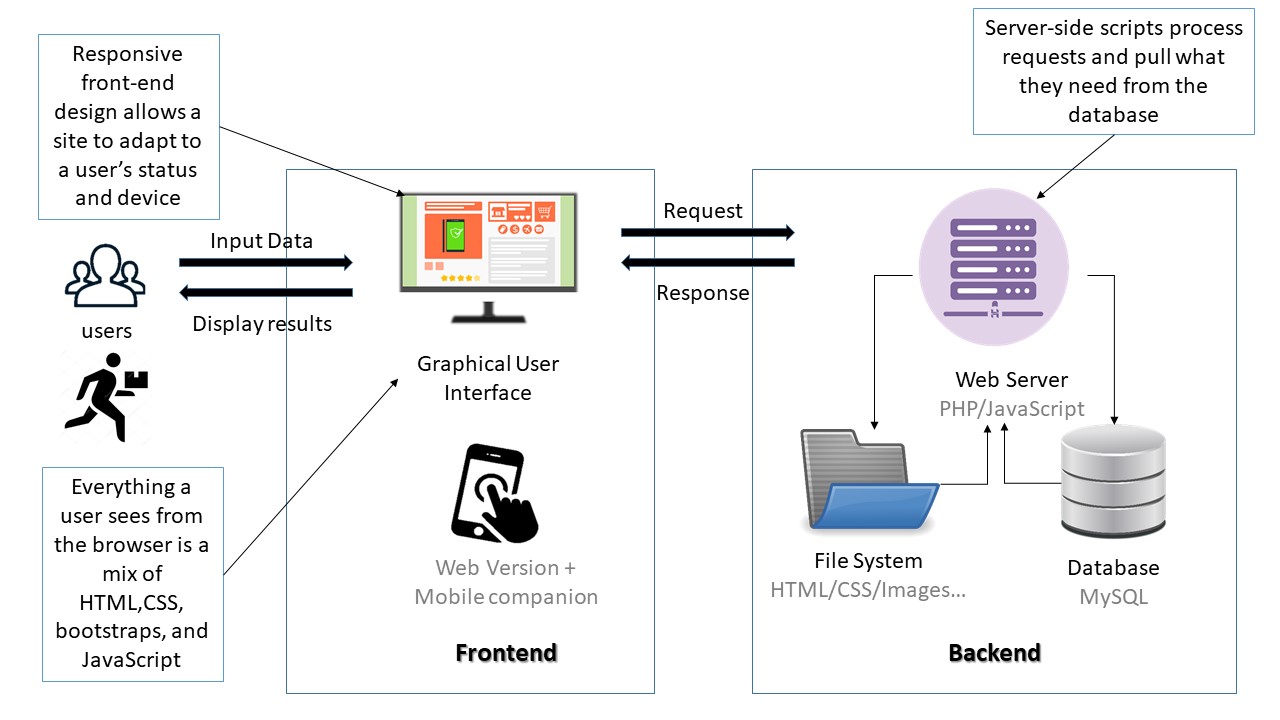 Responsive
front-end
design allows a
site to adapt to
a user's status
and device
Server-side scripts process
requests and pull what
they need from the
database
Input Data
Display results
users
Everything a
user sees from
the browser is a
mix of
HTML,CSS,
bootstraps, and
JavaScript
Graphical User
Interface
Web Version +
Mobile companion
Frontend
Request
Response
Web Server
PHP/JavaScript
File System
HTML/CSS/Images...
Database
MySQL
Backend